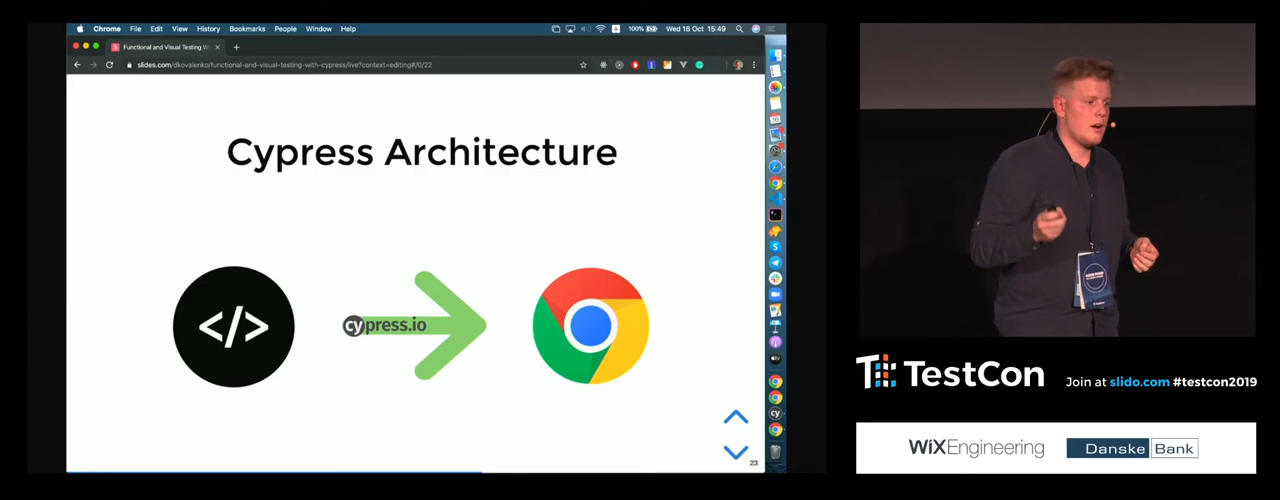 Chrome File Edit View History Bookmarks People Window Help
100% Wed 16 Oct 15:49
Functional and Visual Testing Wi
slides.com/dkovalenko/functional-and-visual-testing-with-cypress/live?context=editing#/0/22
Cypress Architecture
</>
cypress.io
23
TestCon
Join at slido.com #testcon2019
WiXEngineering
Danske Bank